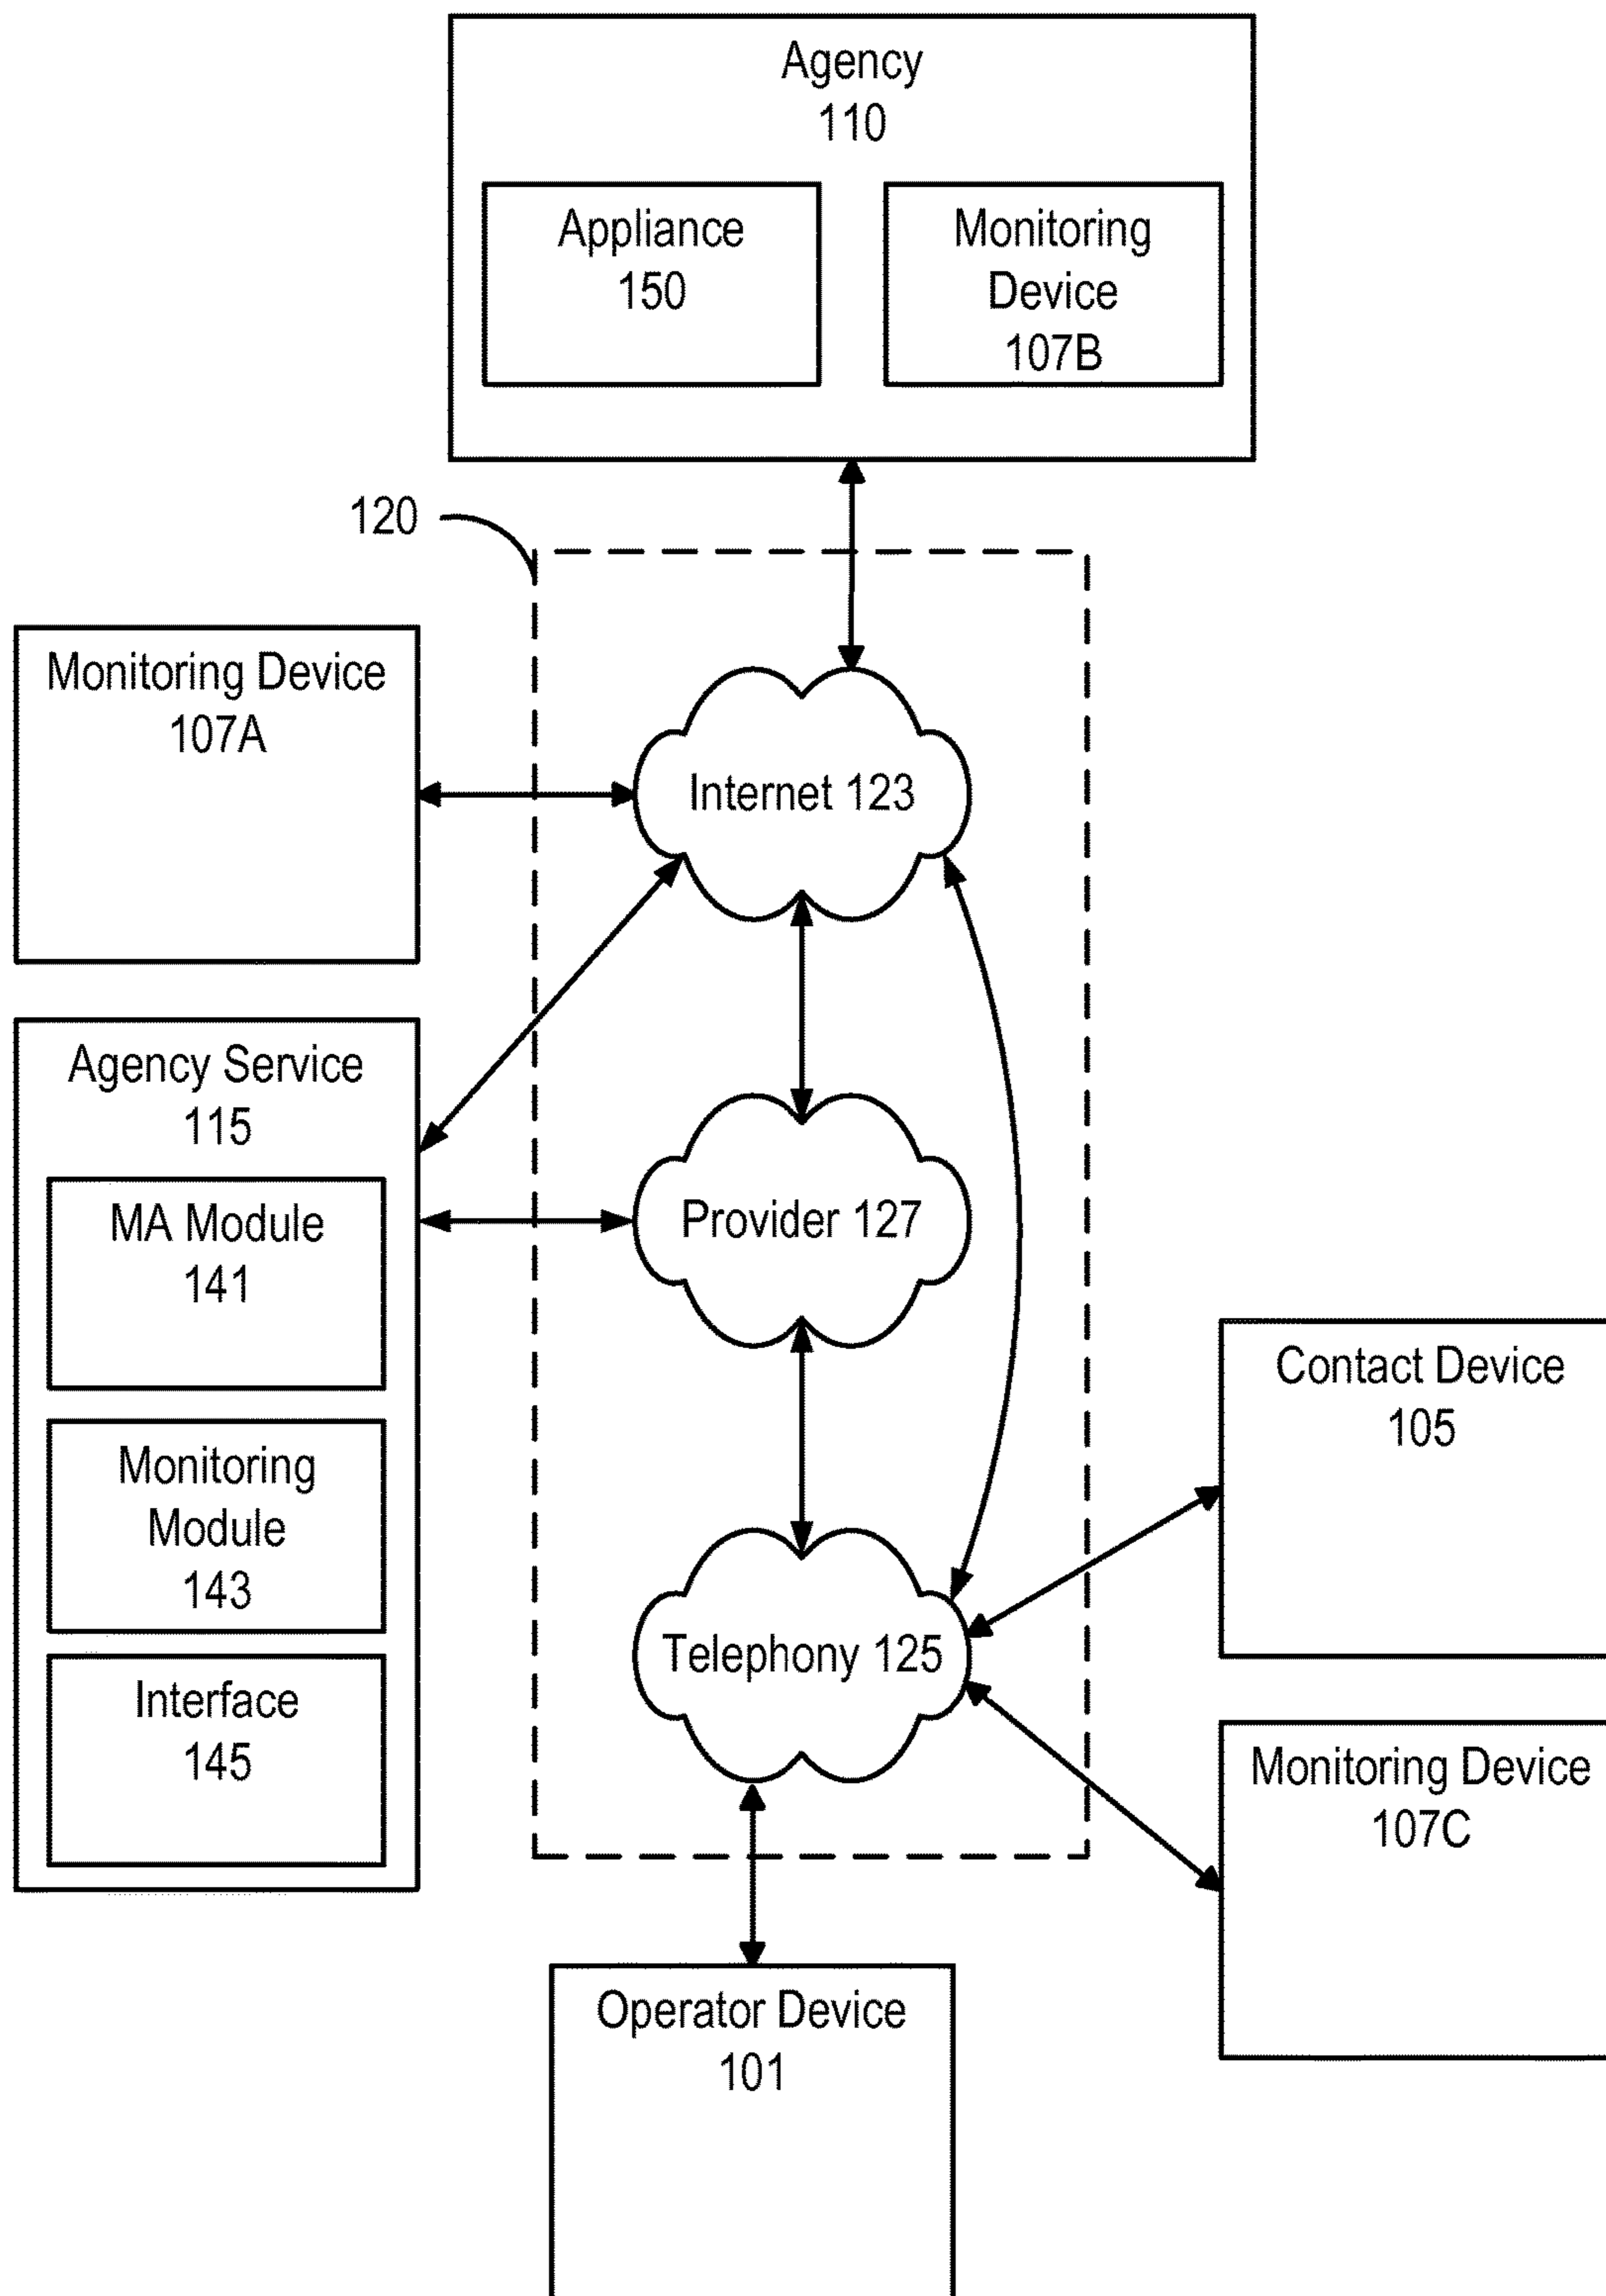 Agency
110
Appliance
150
Monitoring
Device
107B
120
Monitoring Device
107A
Internet 123
Agency Service
115
MA Module
141
Provider 127
Monitoring
Module
143
Contact Device
105
Telephony 125
Interface
145
Monitoring Device
107C
Operator Device
101